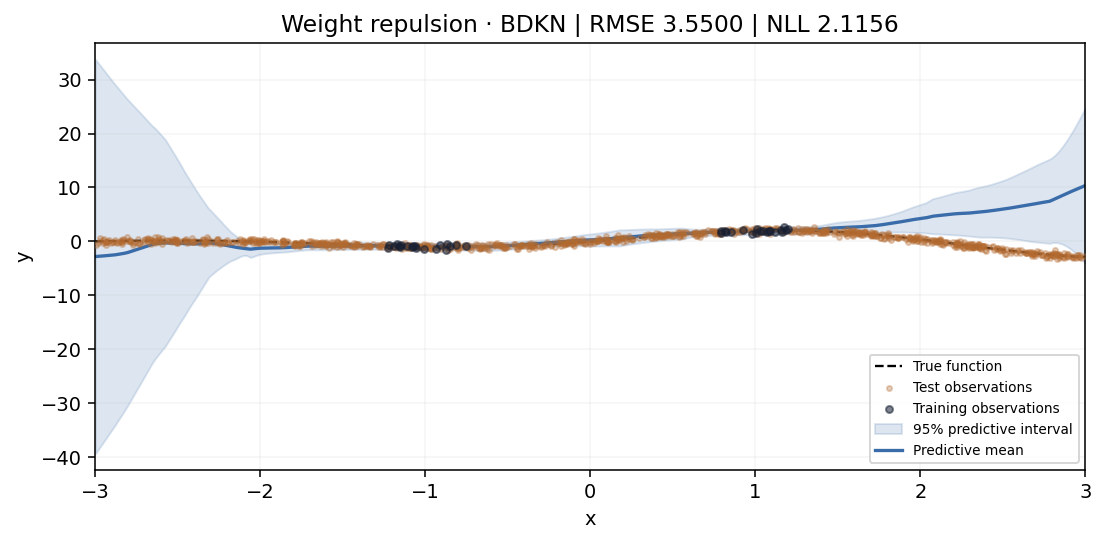 Weight repulsion · BDKN | RMSE 3.5500 | NLL 2.1156
y
30
20
10
0
−10
−20
−30
−40
True function
Test observations
Training observations
95% predictive interval
Predictive mean
−3 −2 −1 0 1 2 3
x